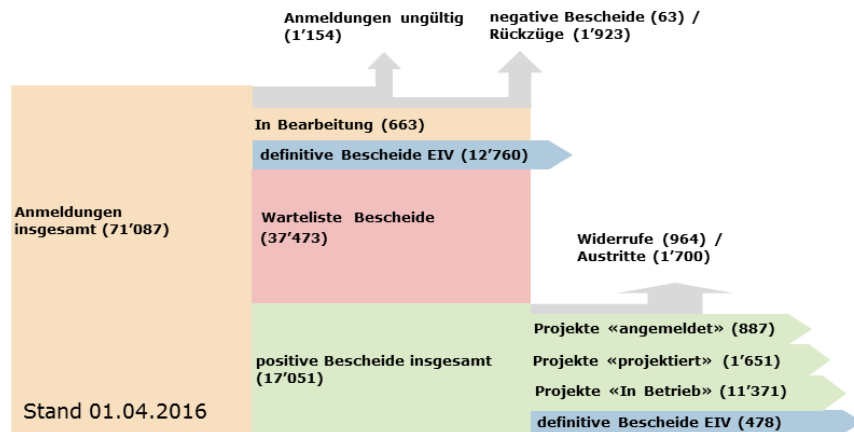 Anmeldungen ungültig
(1’154)
negative Bescheide (63) /
Rückzüge (1’923)
In Bearbeitung (663)
definitive Bescheide EIV (12’760)
Anmeldungen
insgesamt (71’087)
Warteliste Bescheide
(37’473)
Widerrufe (964) /
Austritte (1’700)
Projekte «angemeldet» (887)
positive Bescheide insgesamt
(17’051)
Projekte «projektiert» (1’651)
Projekte «In Betrieb» (11’371)
definitive Bescheide EIV (478)
Stand 01.04.2016